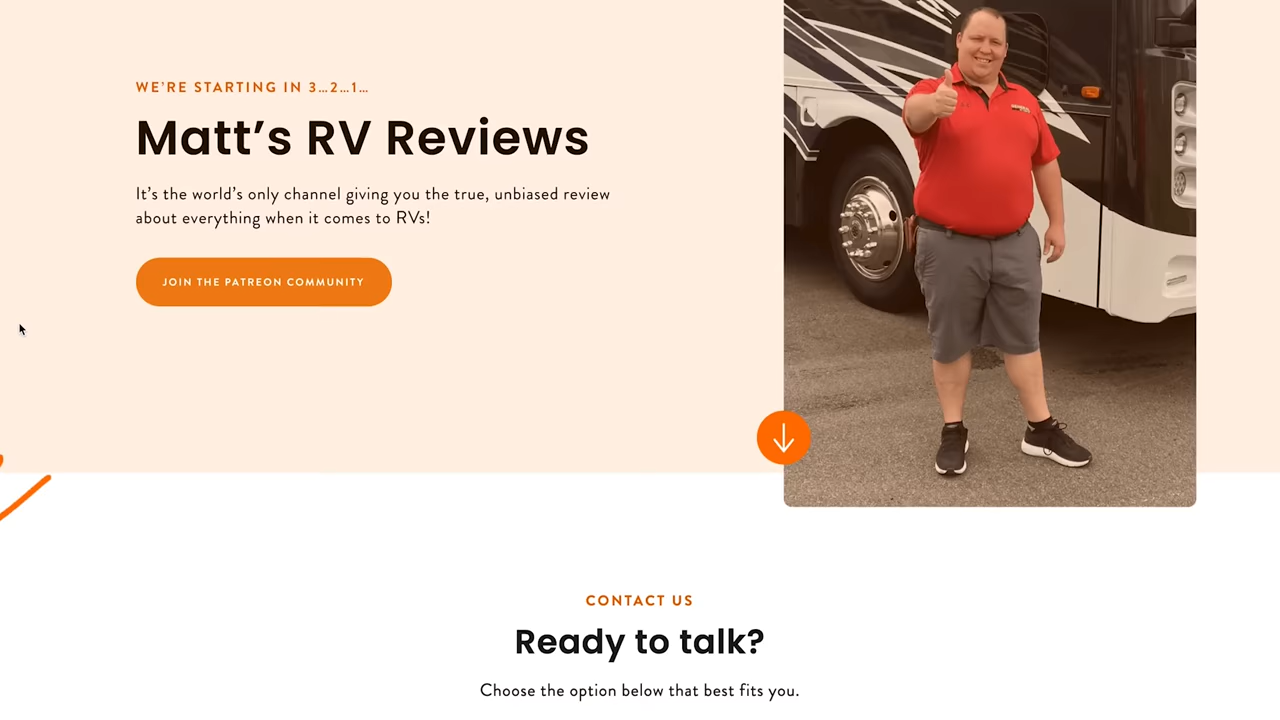 WE’RE STARTING IN 3…2…1…
Matt’s RV Reviews
It’s the world’s only channel giving you the true, unbiased review
about everything when it comes to RVs!
JOIN THE PATREON COMMUNITY
CONTACT US
Ready to talk?
Choose the option below that best fits you.